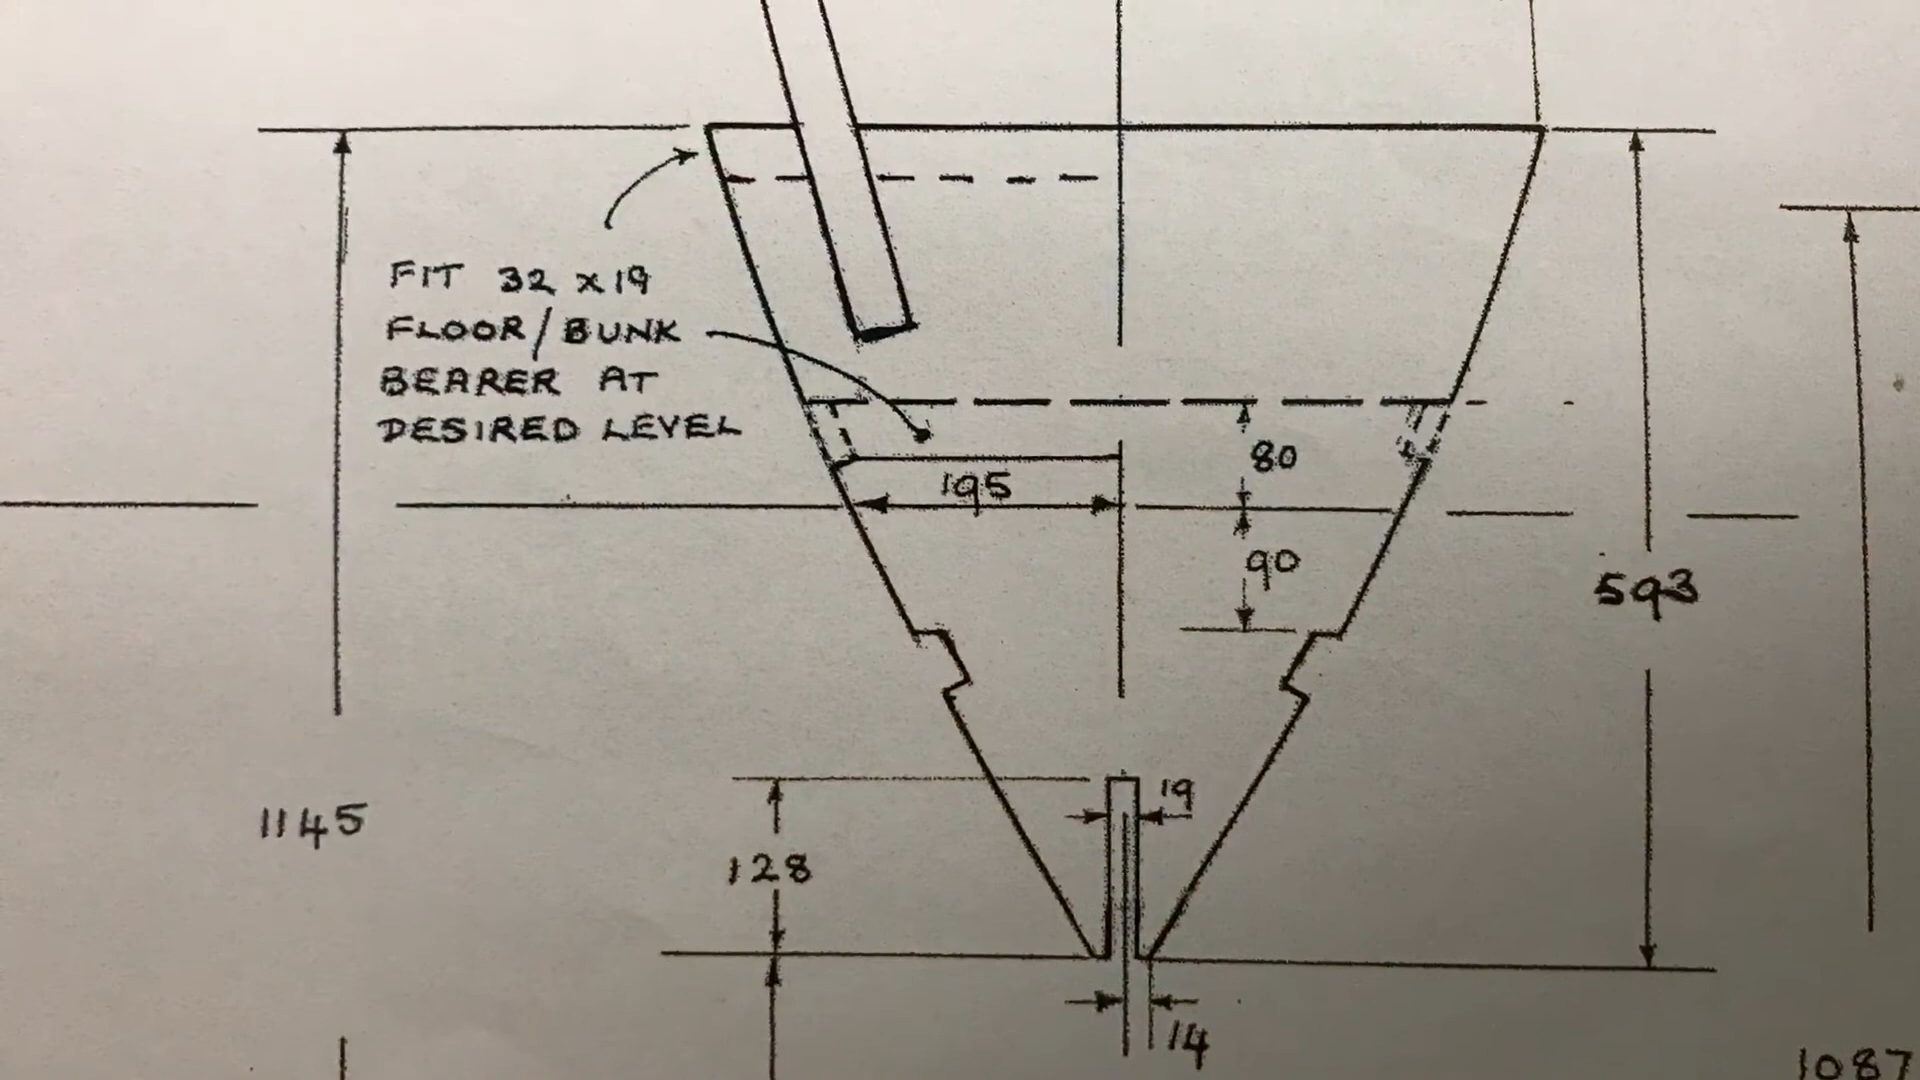 FIT 32 x 19
FLOOR/BUNK
BEARER AT
DESIRED LEVEL
80
195
90
593
19
1145
128
14
1087